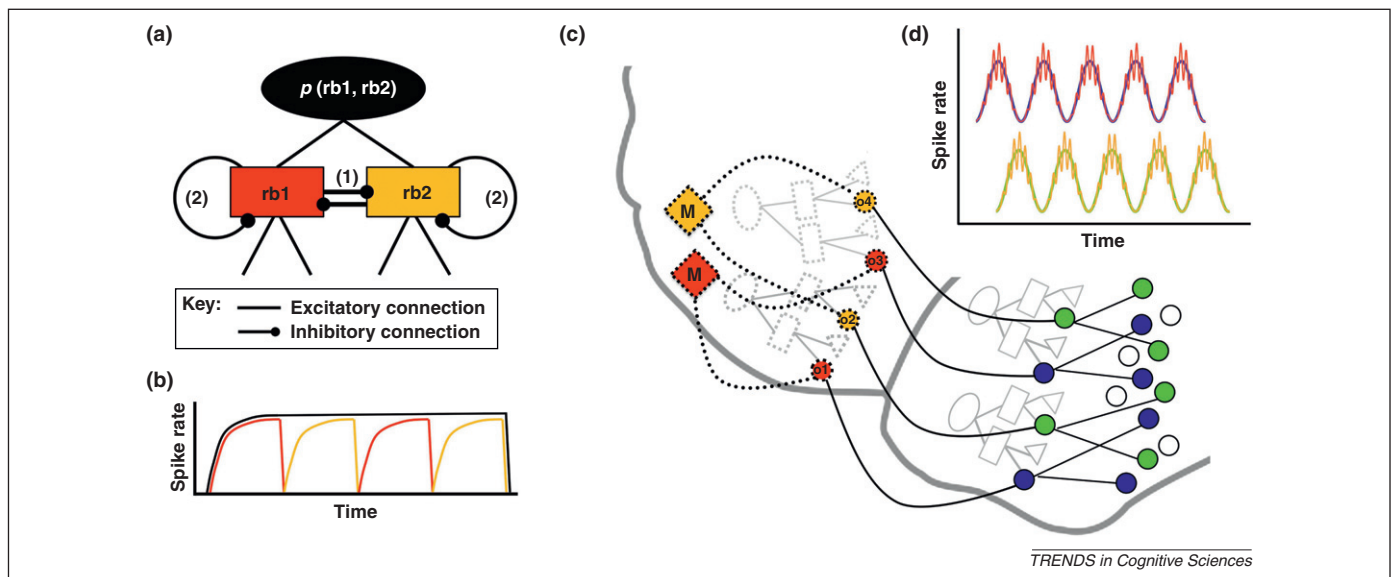 (a)
p (rb1, rb2)
(1)
rb1
rb2
(2)
(2)
Key:
Excitatory connection
Inhibitory connection
(b)
Spike rate
Time
(c)
M
M
o4
o3
o2
o1
(d)
Spike rate
Time
TRENDS in Cognitive Sciences